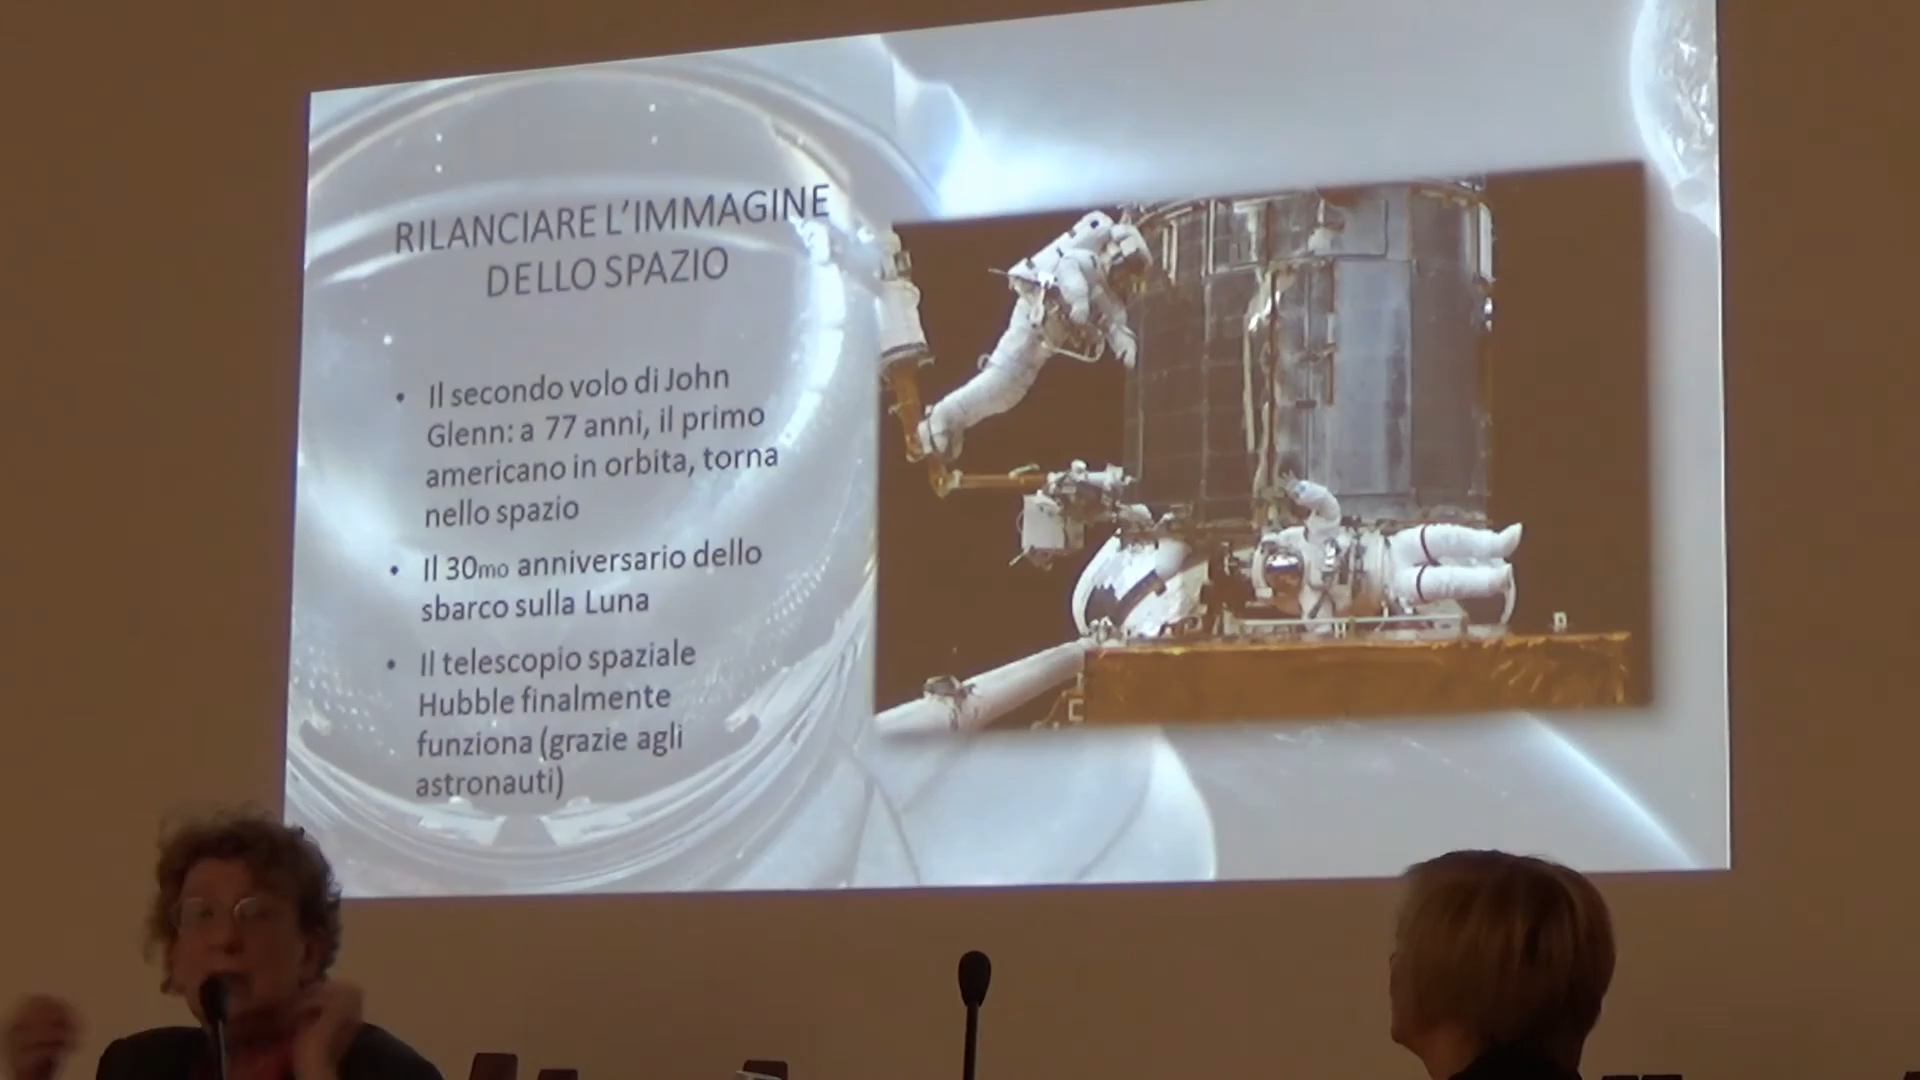 RILANCIARE L'IMMAGINE
DELLO SPAZIO
• Il secondo volo di John
Glenn: a 77 anni, il primo
americano in orbita, torna
nello spazio
• Il 30mo anniversario dello
sbarco sulla Luna
• Il telescopio spaziale
Hubble finalmente
funziona (grazie agli
astronauti)